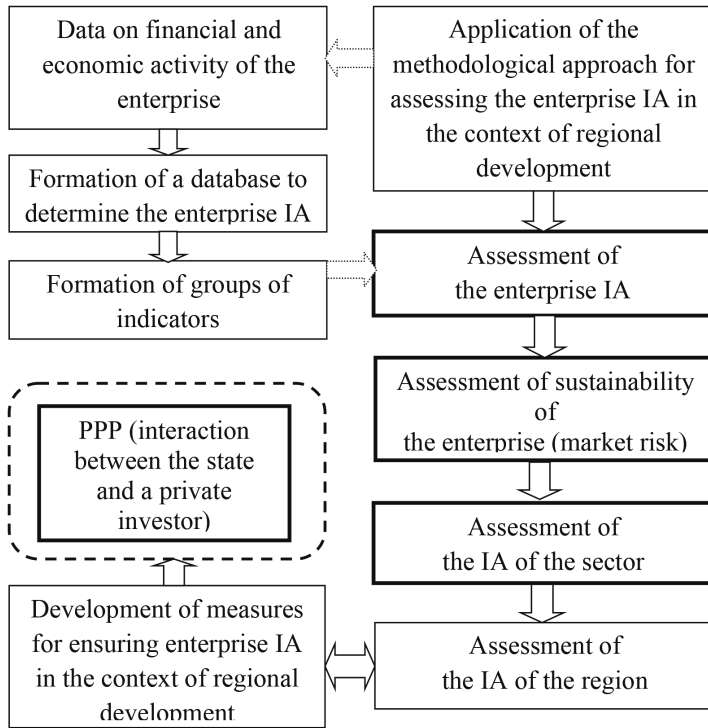 Data on financial and
economic activity of the
enterprise
Application of the
methodological approach for
assessing the enterprise IA in
the context of regional
development
Formation of a database to
determine the enterprise IA
Formation of groups of
indicators
Assessment of
the enterprise IA
Assessment of sustainability
of
the enterprise (market risk)
PPP (interaction
between the state
and a private
investor)
Assessment of
the IA of the sector
Development of measures
for ensuring enterprise IA
in the context of regional
development
Assessment of
the IA of the region